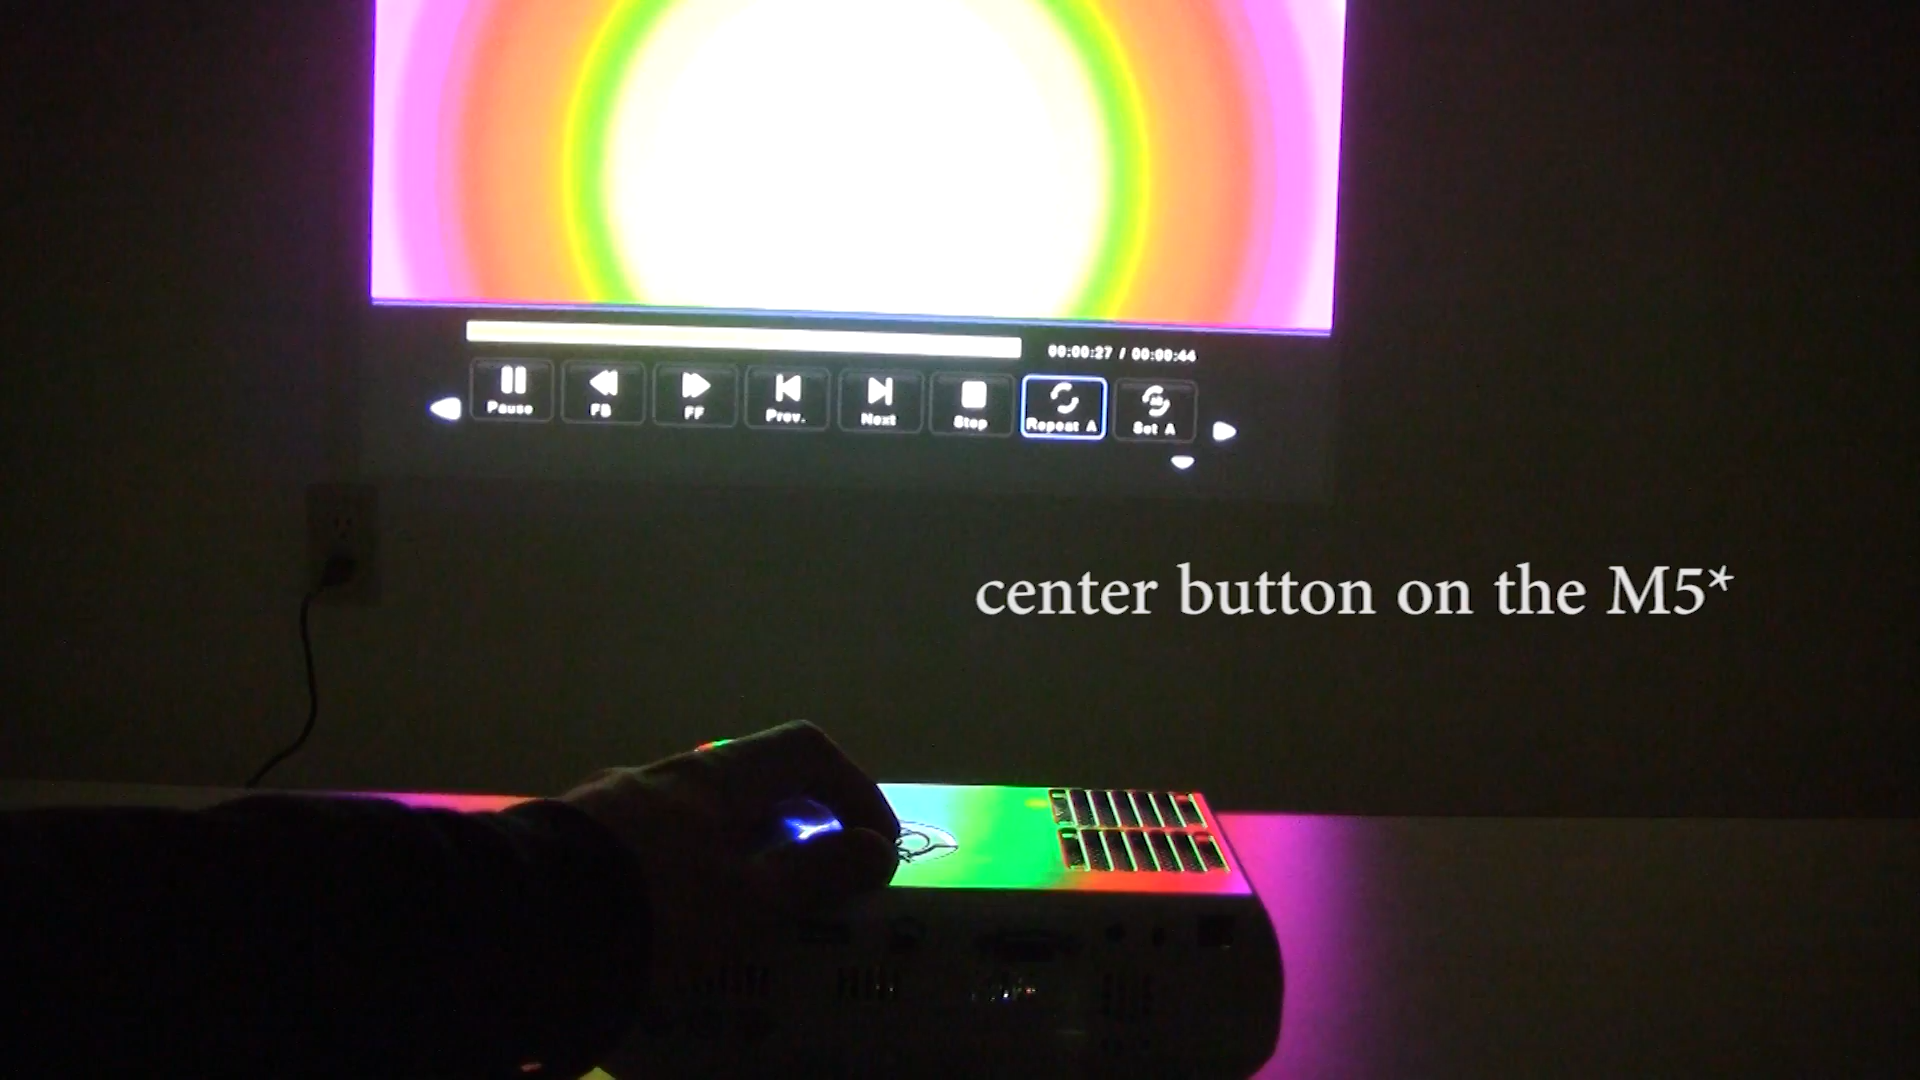 00:00:27 / 00:00:44
Pause FB FF Prev. Next Stop Repeat A Set A
center button on the M5*